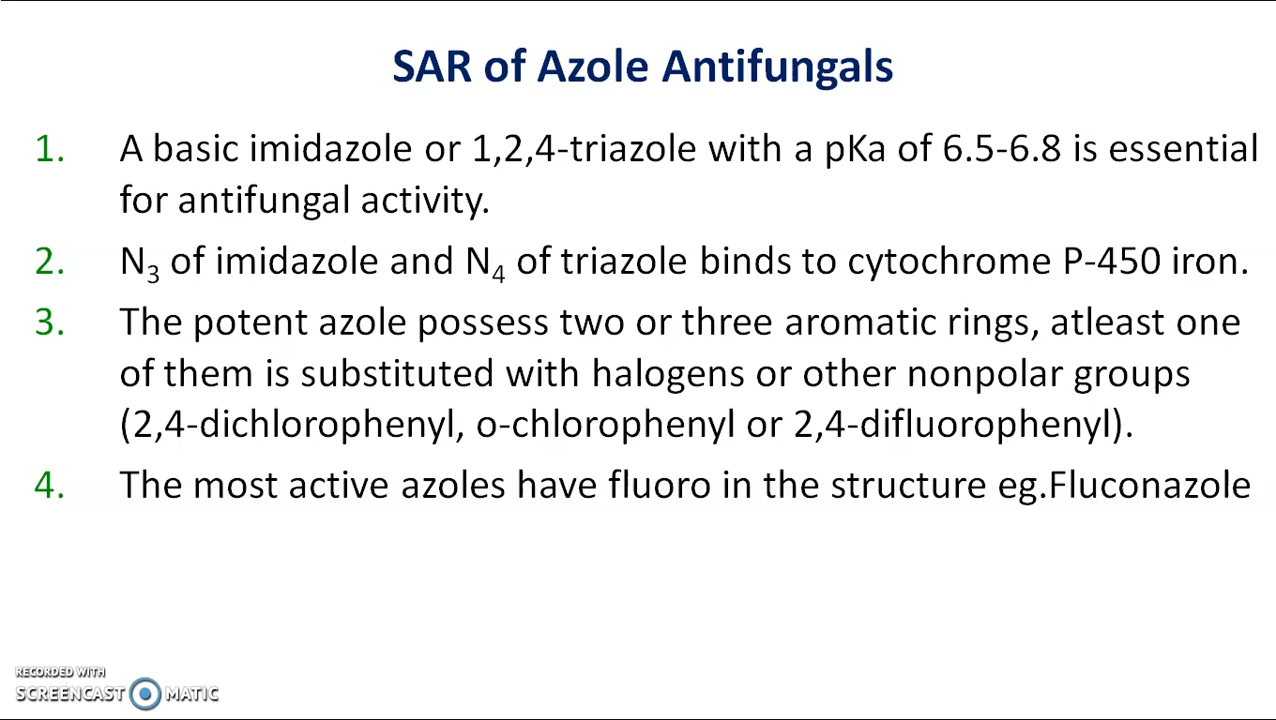 SAR of Azole Antifungals
1. A basic imidazole or 1,2,4-triazole with a pKa of 6.5-6.8 is essential
for antifungal activity.
2. N₃ of imidazole and N₄ of triazole binds to cytochrome P-450 iron.
3. The potent azole possess two or three aromatic rings, atleast one
of them is substituted with halogens or other nonpolar groups
(2,4-dichlorophenyl, o-chlorophenyl or 2,4-difluorophenyl).
4. The most active azoles have fluoro in the structure eg.Fluconazole
RECORDED WITH
SCREENCAST MATIC